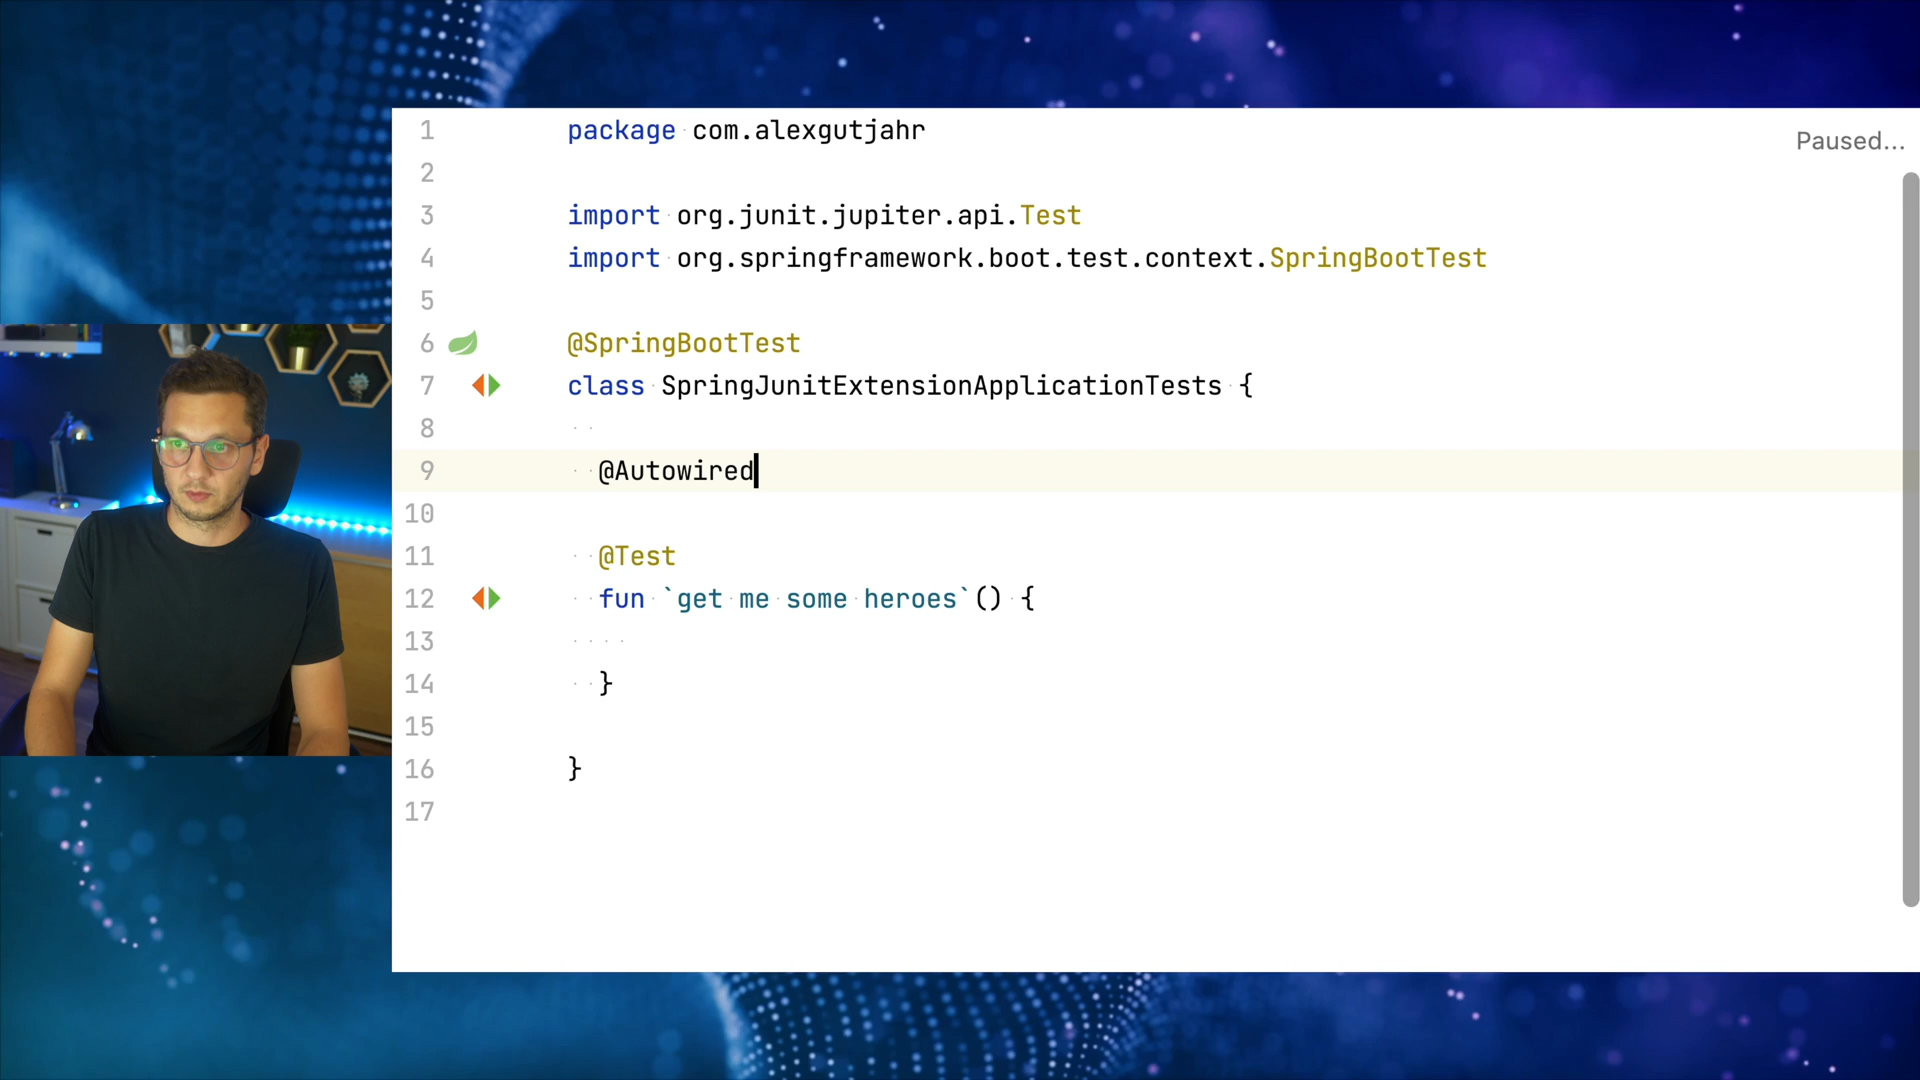 1 package com.alexgutjahr
Paused...
2
3 import org.junit.jupiter.api.Test
4 import org.springframework.boot.test.context.SpringBootTest
5
6 @SpringBootTest
7 class SpringJunitExtensionApplicationTests {
8
9 @Autowired
10
11 @Test
12 fun `get me some heroes`() {
13
14 }
15
16 }
17